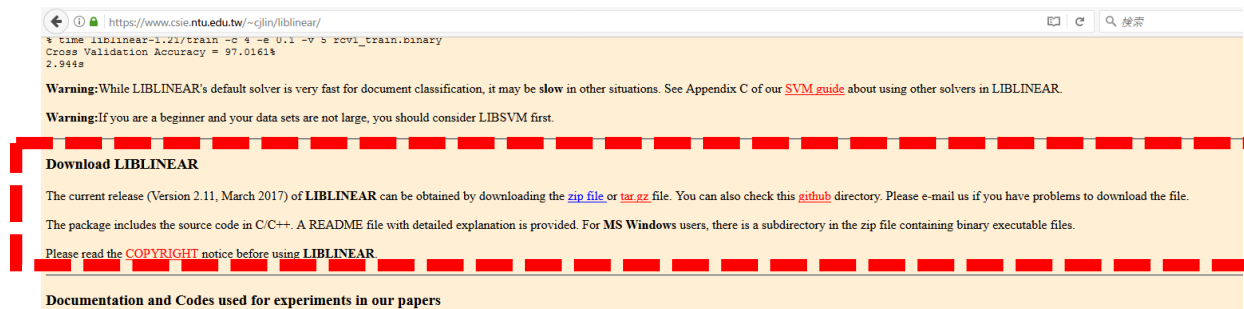 https://www.csie.ntu.edu.tw/~cjlin/liblinear/
検索
% time liblinear-1.21/train -c 4 -e 0.1 -v 5 rcv1_train.binary
Cross Validation Accuracy = 97.0161%
2.944s
Warning:While LIBLINEAR's default solver is very fast for document classification, it may be slow in other situations. See Appendix C of our SVM guide about using other solvers in LIBLINEAR.
Warning:If you are a beginner and your data sets are not large, you should consider LIBSVM first.
Download LIBLINEAR
The current release (Version 2.11, March 2017) of LIBLINEAR can be obtained by downloading the zip file or tar.gz file. You can also check this github directory. Please e-mail us if you have problems to download the file.
The package includes the source code in C/C++. A README file with detailed explanation is provided. For MS Windows users, there is a subdirectory in the zip file containing binary executable files.
Please read the COPYRIGHT notice before using LIBLINEAR.
Documentation and Codes used for experiments in our papers